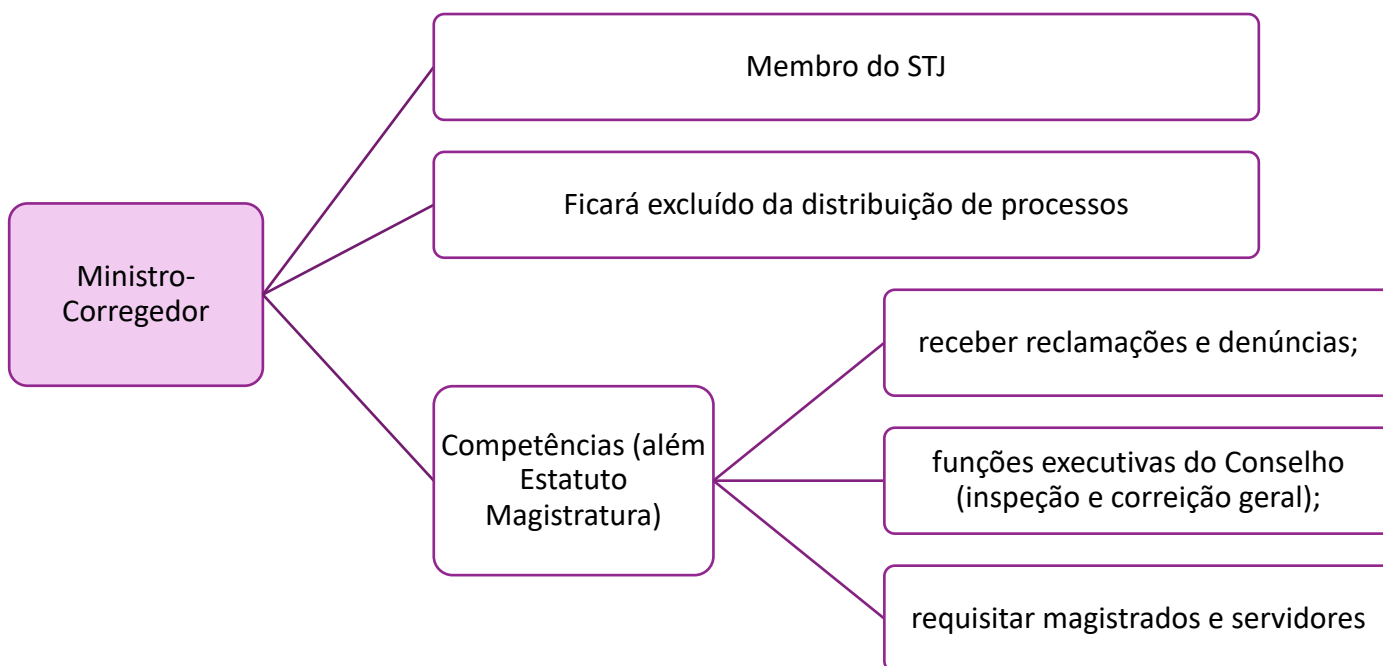 Membro do STJ
Ficará excluído da distribuição de processos
Ministro-
Corregedor
receber reclamações e denúncias;
Competências (além
Estatuto
Magistratura)
funções executivas do Conselho
(inspeção e correição geral);
requisitar magistrados e servidores